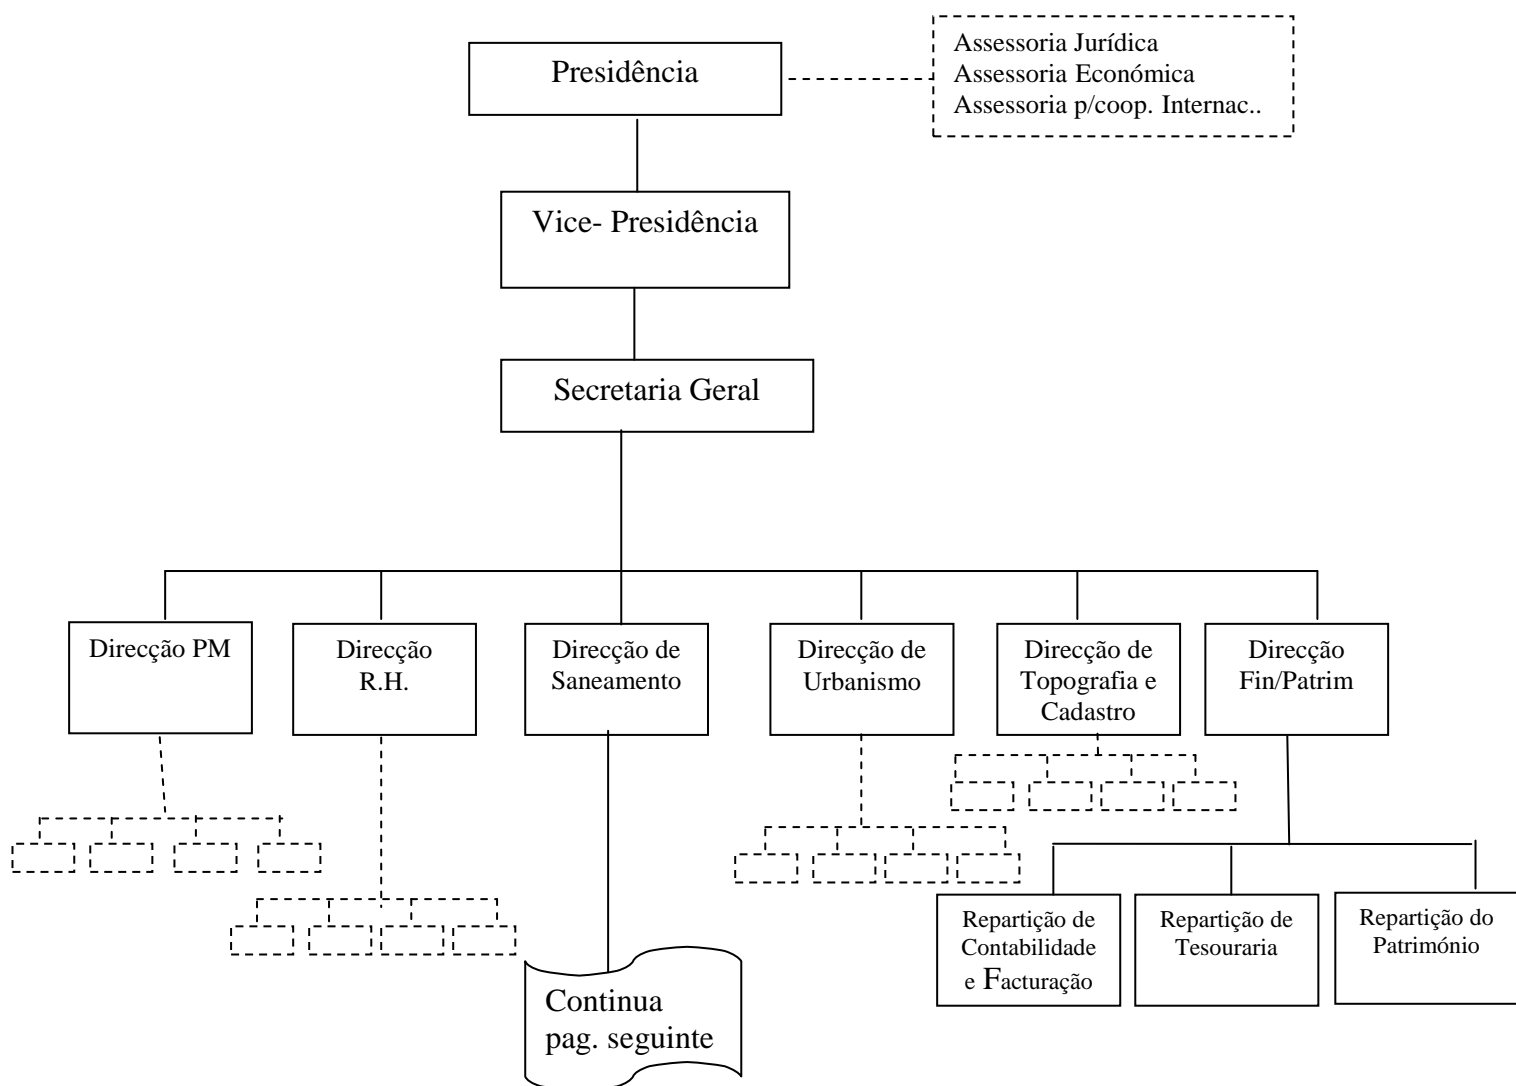 Presidência
Assessoria Jurídica
Assessoria Económica
Assessoria p/coop. Internac..
Vice- Presidência
Secretaria Geral
Direcção PM
Direcção
R.H.
Direcção de
Saneamento
Direcção de
Urbanismo
Direcção de
Topografia e
Cadastro
Direcção
Fin/Patrim
Repartição de
Contabilidade
e Facturação
Repartição de
Tesouraria
Repartição do
Património
Continua
pag. seguinte